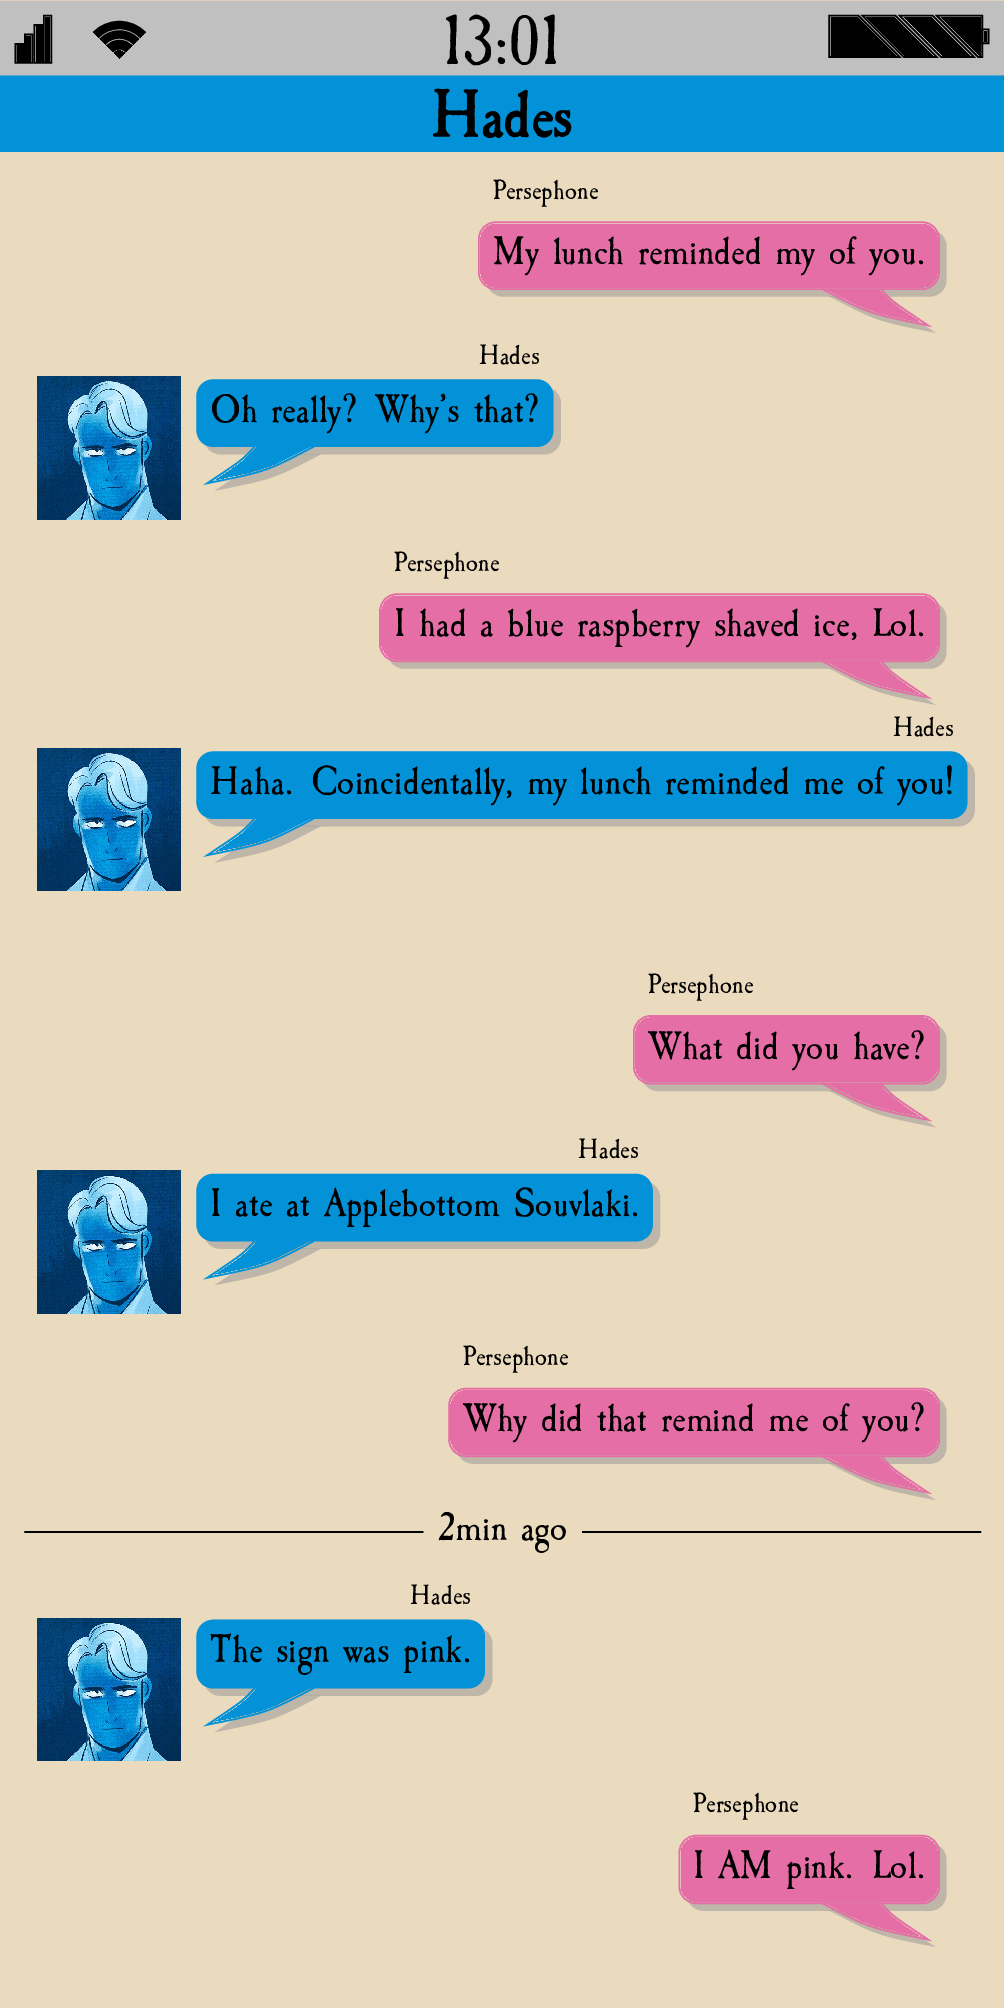 13:01
Hades
Persephone
My lunch reminded my of you.
Hades
Oh really? Why's that?
Persephone
I had a blue raspberry shaved ice, Lol.
Hades
Haha. Coincidentally, my lunch reminded me of you!
Persephone
What did you have?
Hades
I ate at Applebottom Souvlaki.
Persephone
Why did that remind me of you?
2min ago
Hades
The sign was pink.
Persephone
I AM pink. Lol.